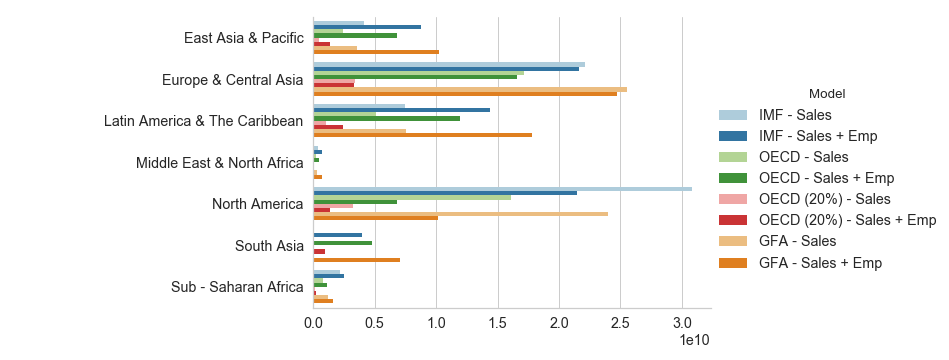 East Asia & Pacific
Europe & Central Asia
Latin America & The Caribbean
Middle East & North Africa
North America
South Asia
Sub - Saharan Africa
0.0 0.5 1.0 1.5 2.0 2.5 3.0
1e10
Model
IMF - Sales
IMF - Sales + Emp
OECD - Sales
OECD - Sales + Emp
OECD (20%) - Sales
OECD (20%) - Sales + Emp
GFA - Sales
GFA - Sales + Emp